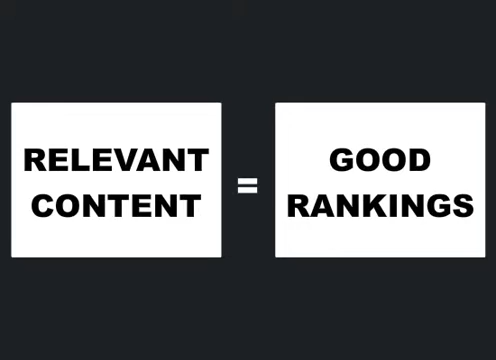 RELEVANT
CONTENT
=
GOOD
RANKINGS